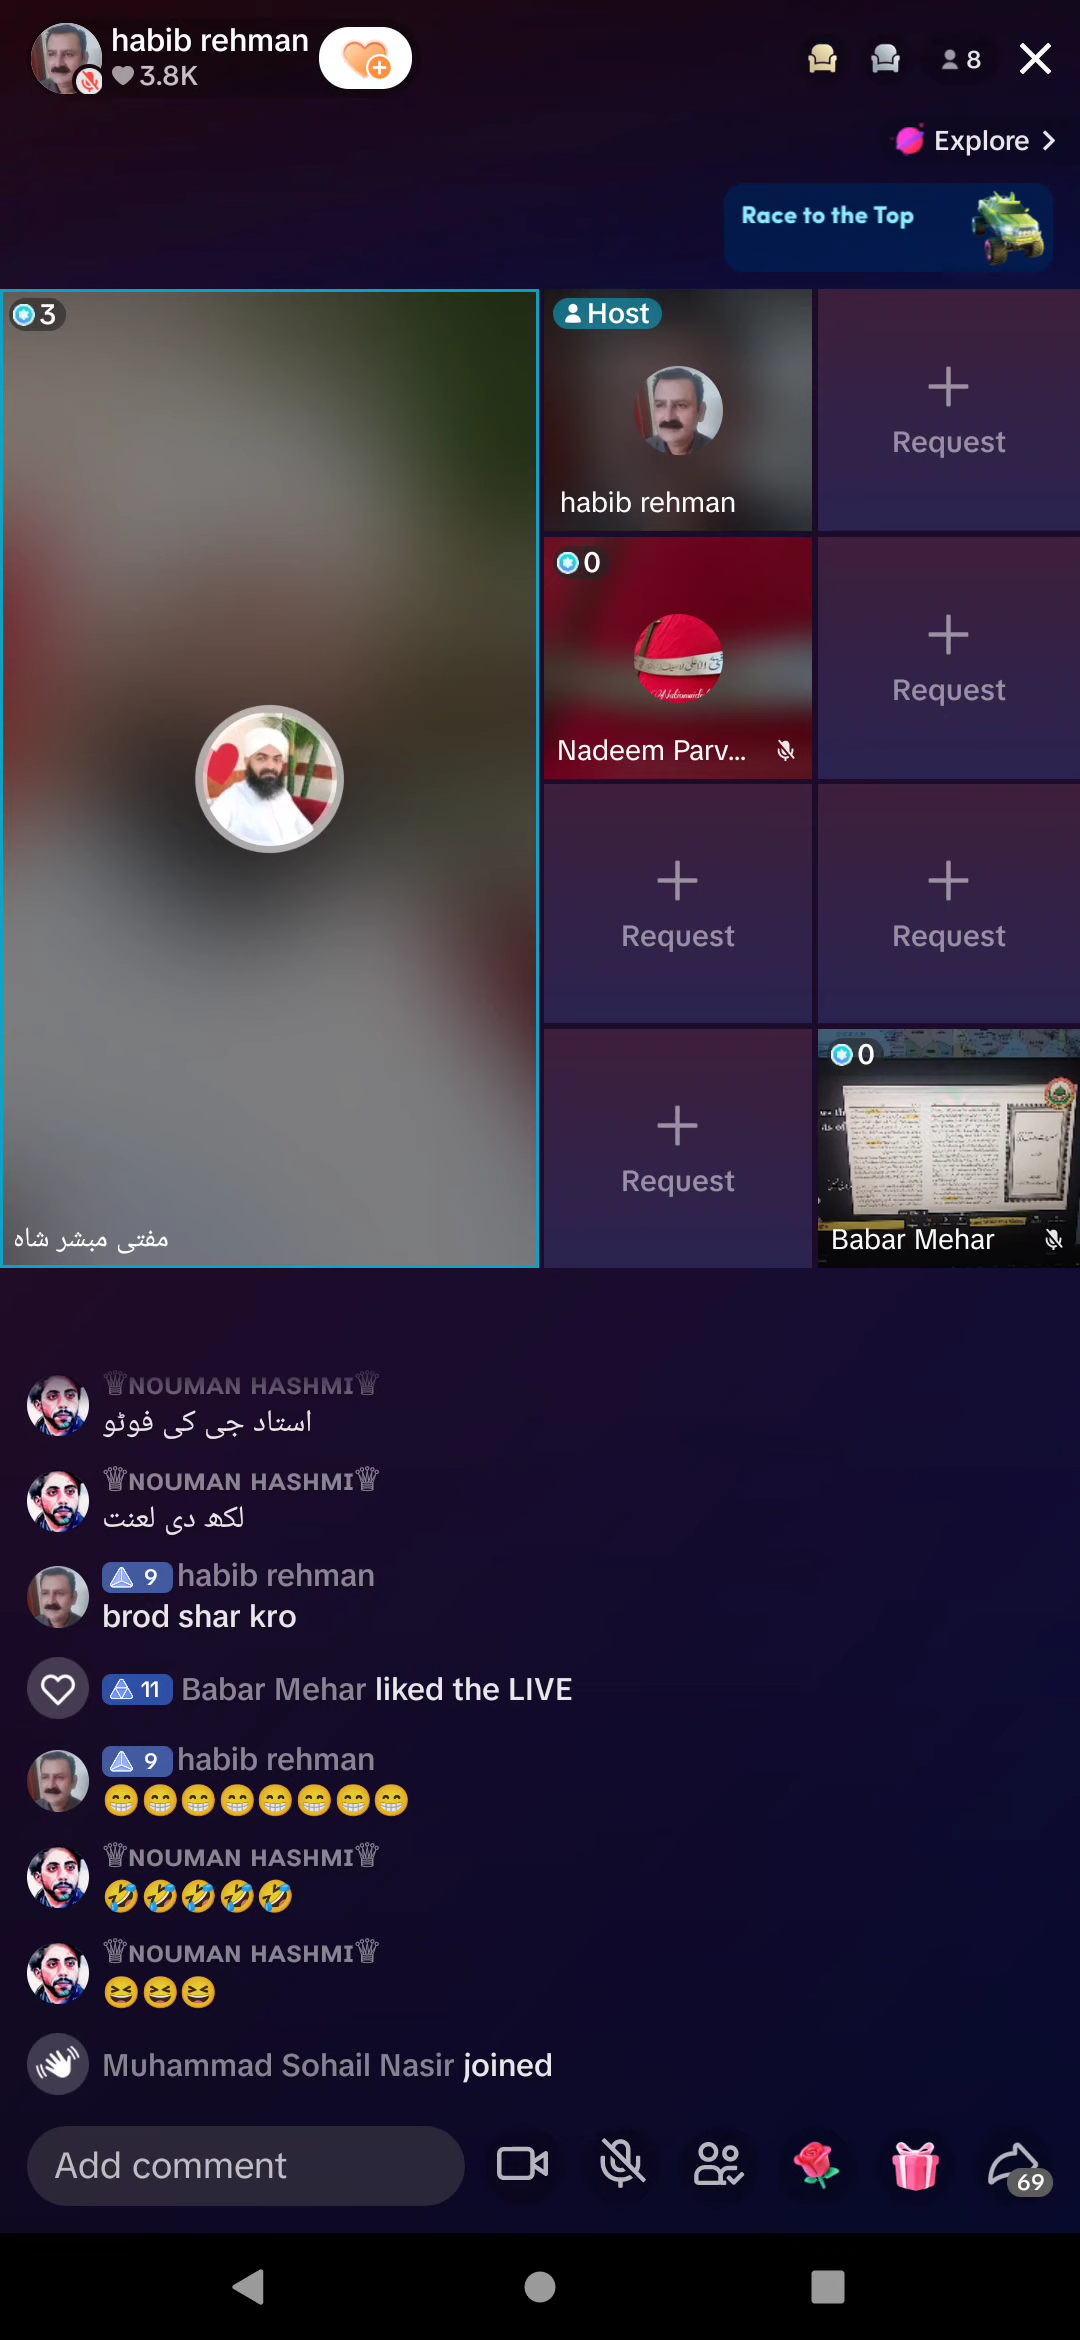 habib rehman
3.8K
8
Explore
Race to the Top
3
Host
habib rehman
Request
0
Nadeem Parv...
Request
Request
Request
Request
0
Babar Mehar
مفتی مبشر شاہ
♕NOUMAN HASHMI♕
استاد جی کی فوٹو
♕NOUMAN HASHMI♕
لکھ دی لعنت
9 habib rehman
brod shar kro
11 Babar Mehar liked the LIVE
9 habib rehman
😁😁😁😁😁😁😁😁
♕NOUMAN HASHMI♕
🤣🤣🤣🤣🤣
♕NOUMAN HASHMI♕
😆😆😆
Muhammad Sohail Nasir joined
Add comment
69